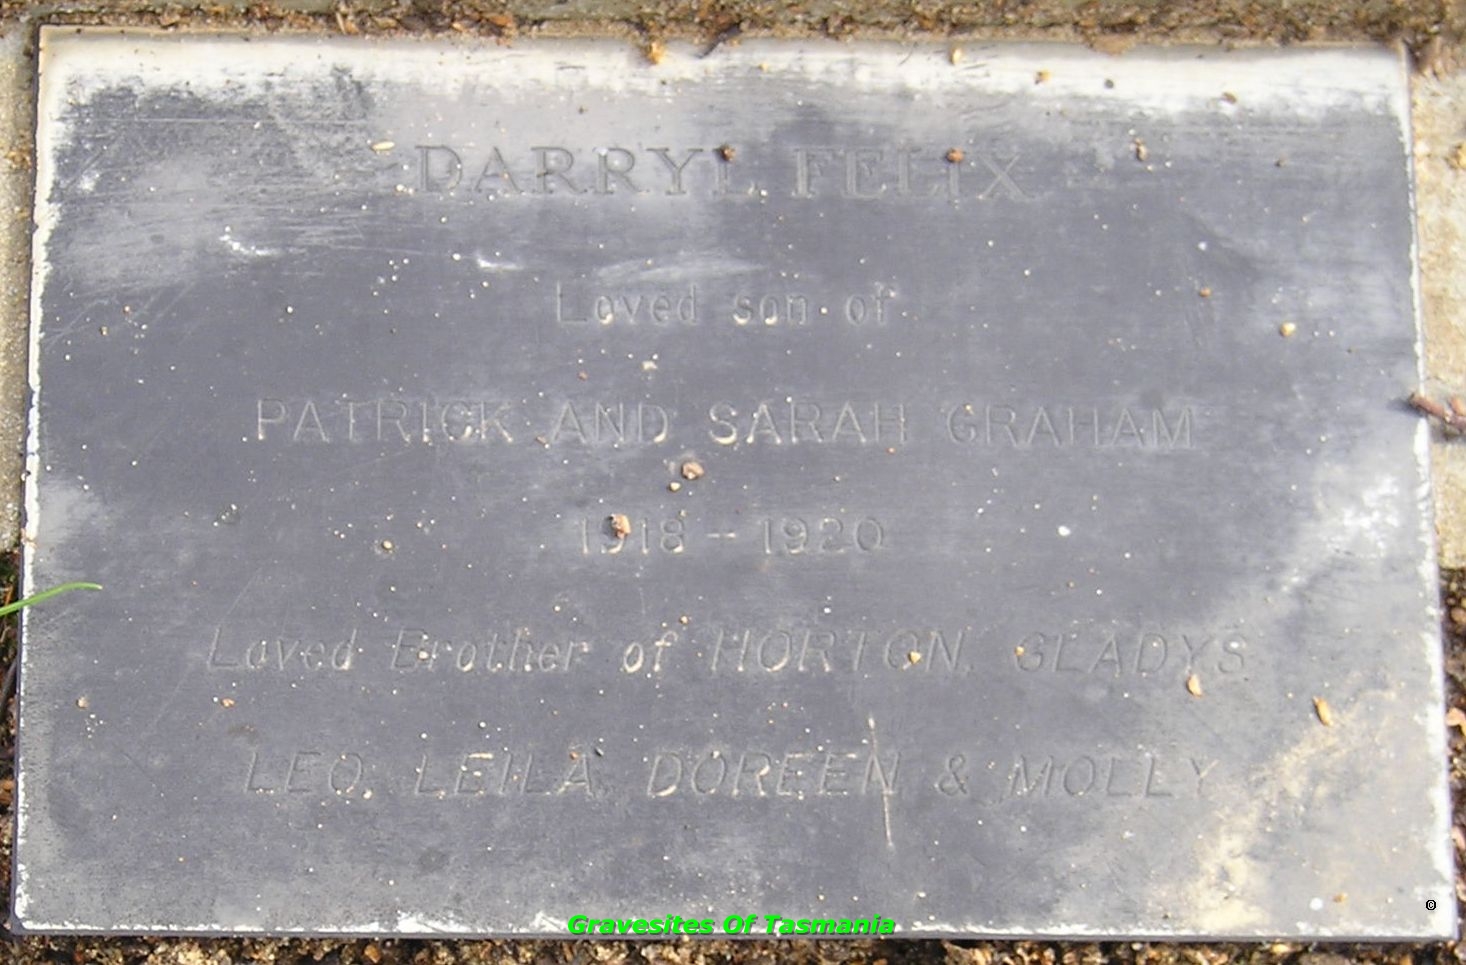 DARRYL FELIX
Loved son of
PATRICK AND SARAH GRAHAM
1918 - 1920
Loved Brother of HORTON, GLADYS
LEO, LEILA, DOREEN & MOLLY
Gravesites Of Tasmania
©